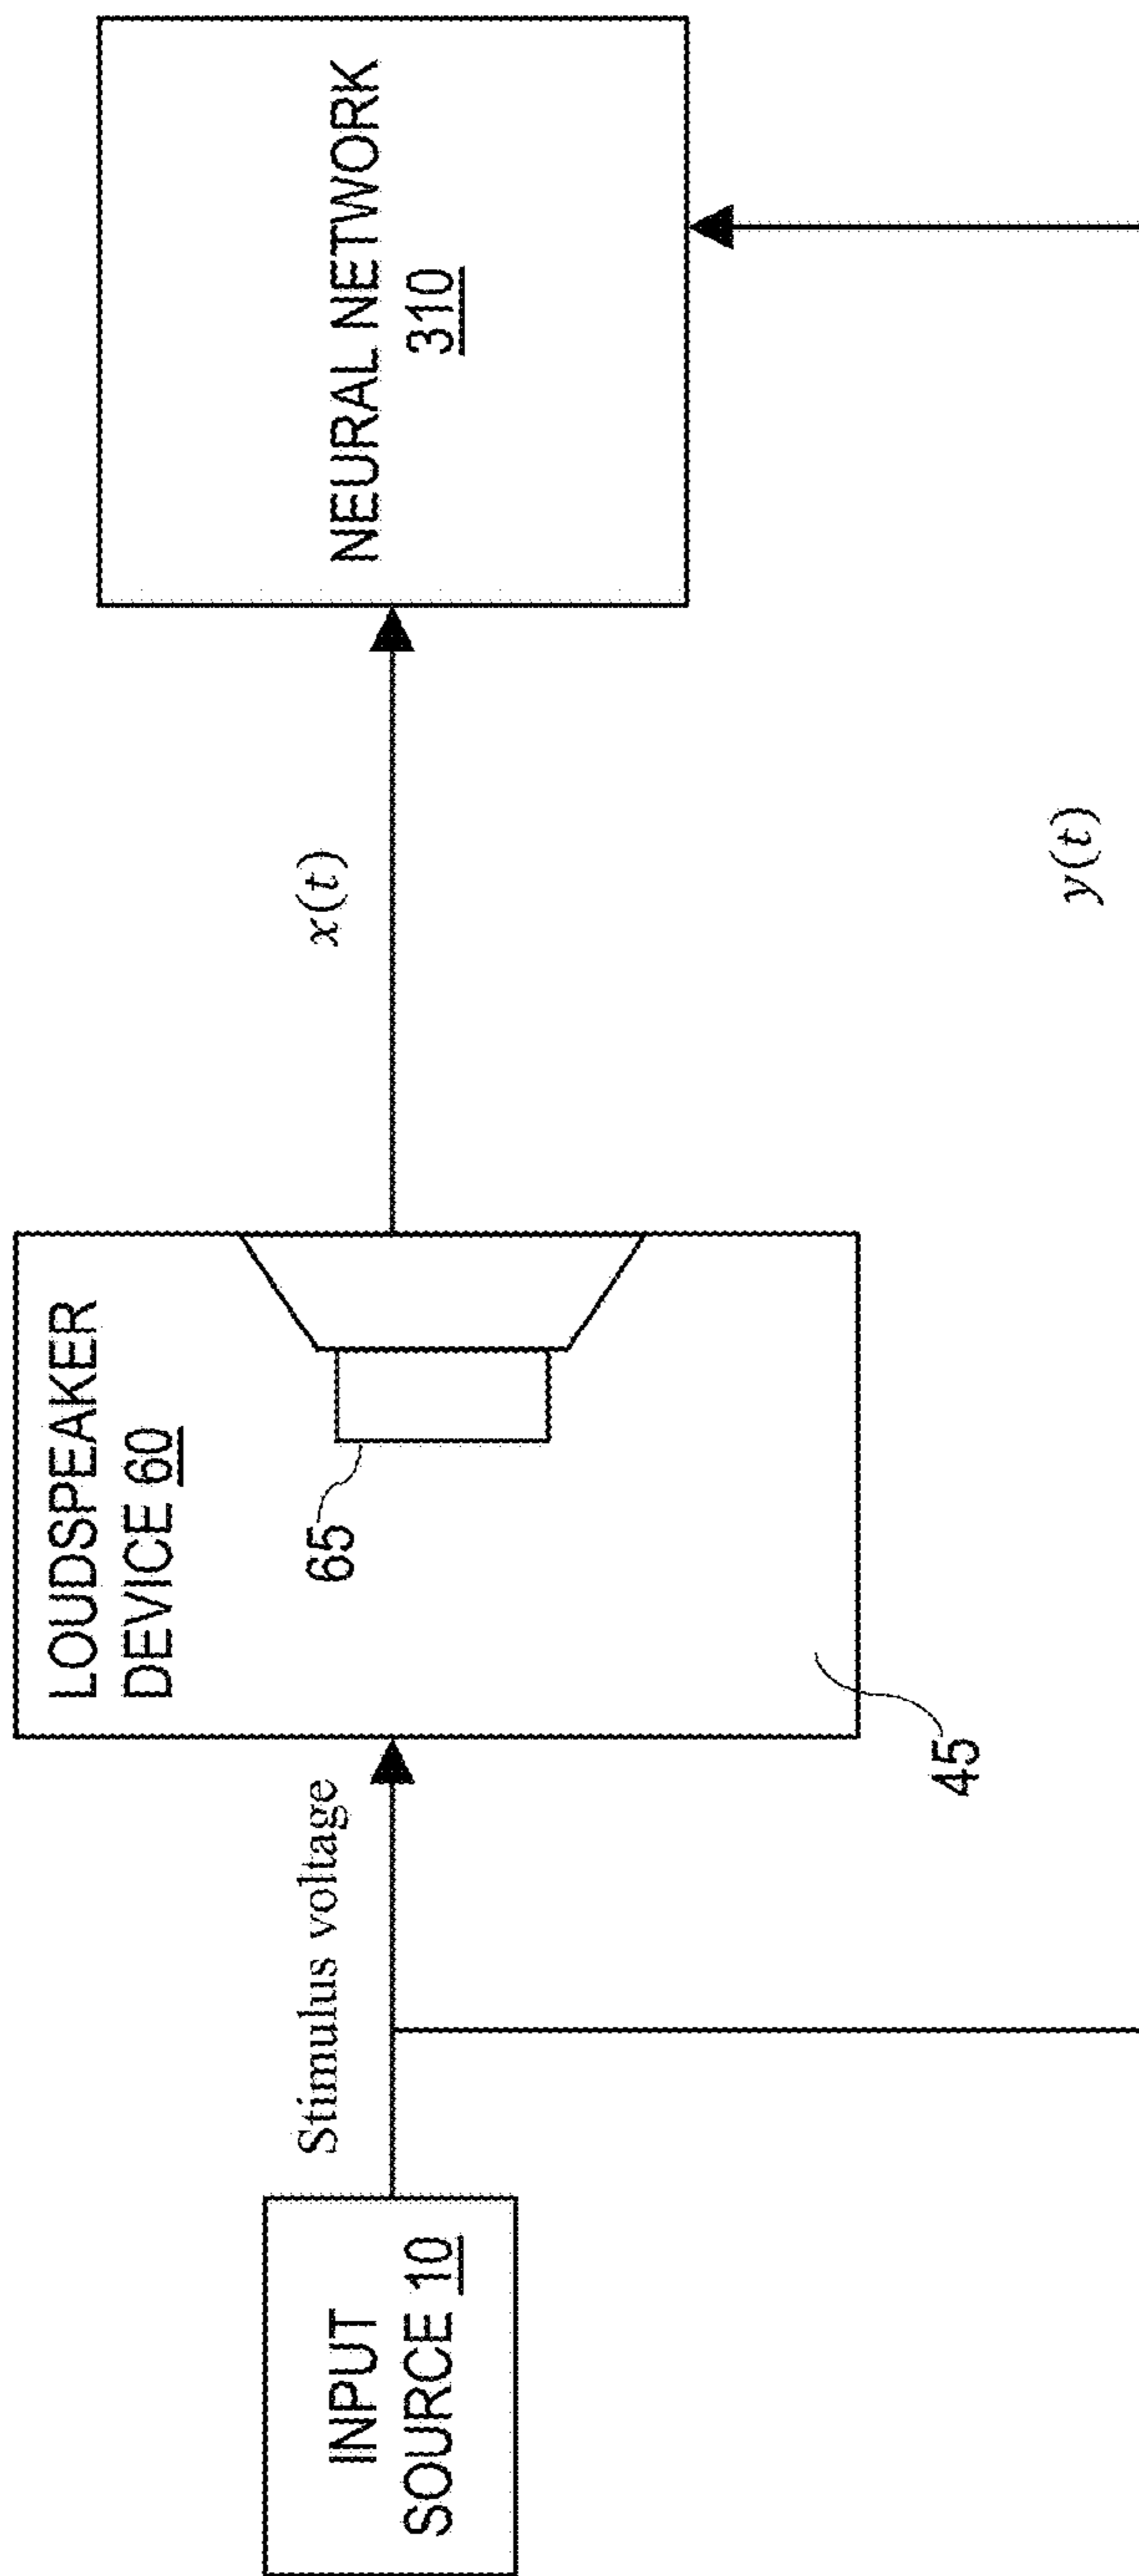 INPUT
SOURCE 10
Stimulus voltage
LOUDSPEAKER
DEVICE 60
65
45
x(t)
y(t)
NEURAL NETWORK
310